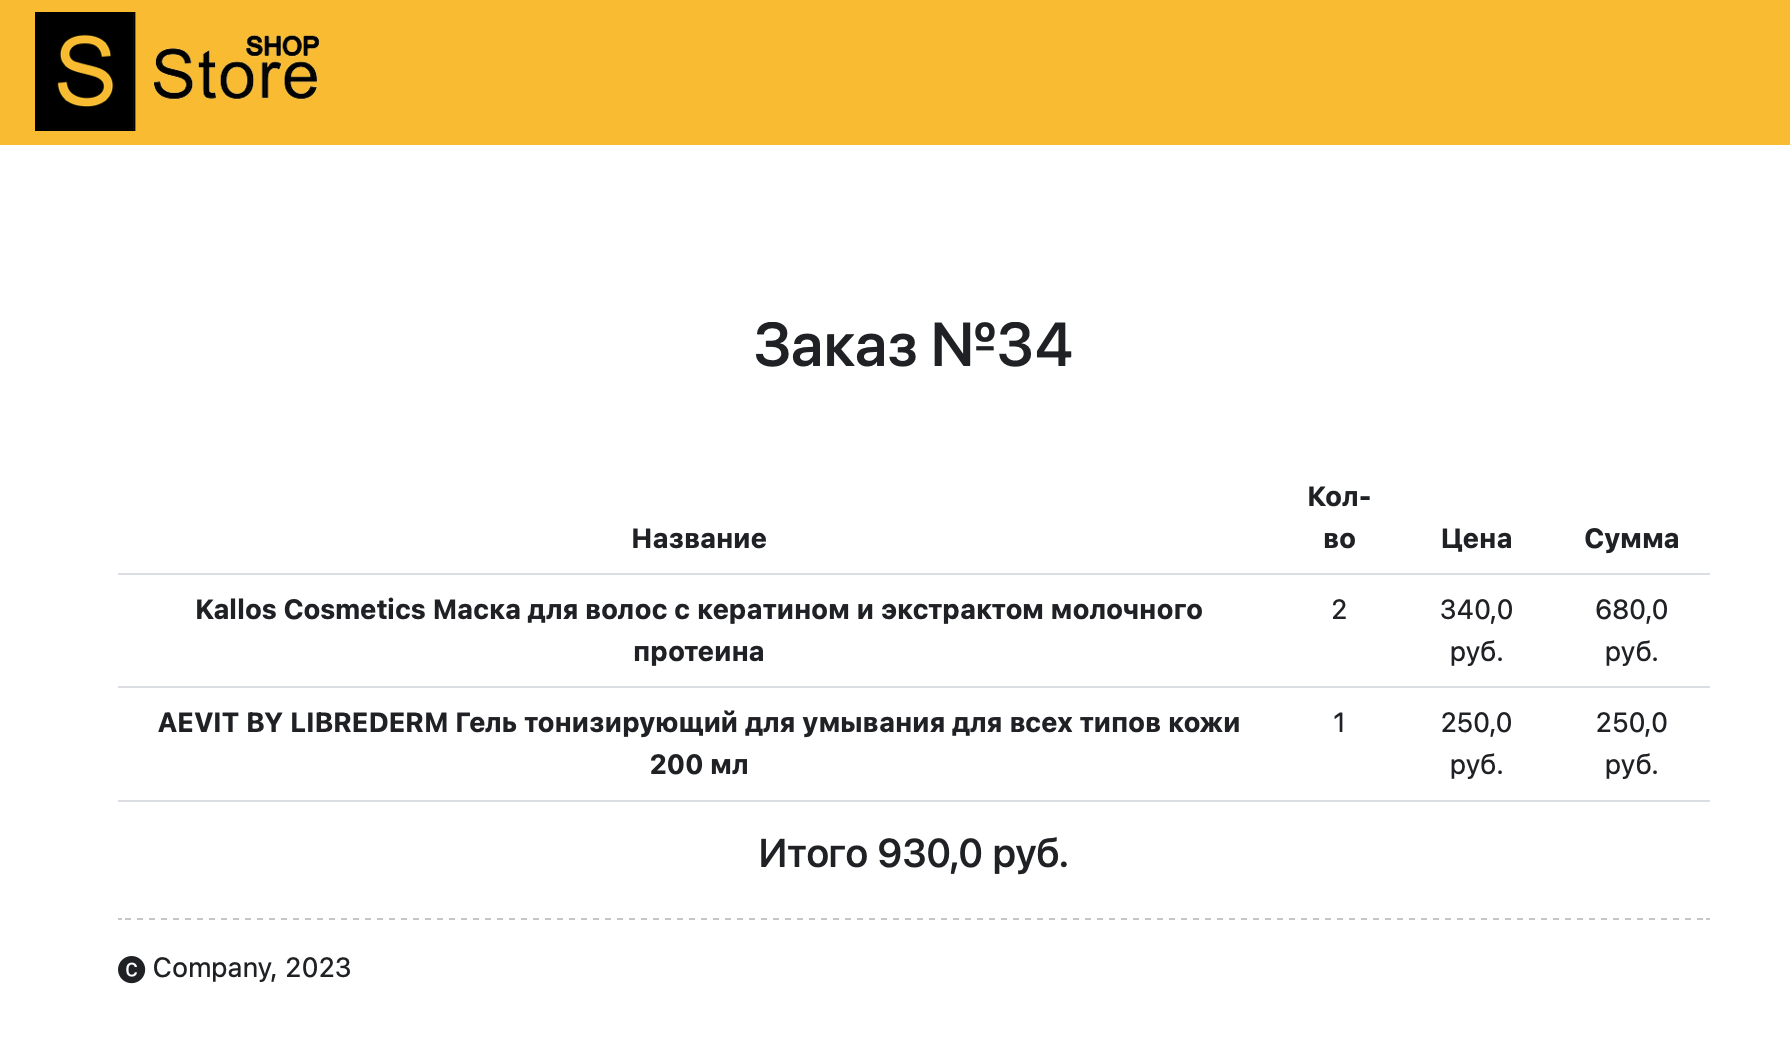 S
SHOP
Store
Заказ №34
Кол-
Название во Цена Сумма
Kallos Cosmetics Маска для волос с кератином и экстрактом молочного 2 340,0 680,0
протеина руб. руб.
AEVIT BY LIBREDERM Гель тонизирующий для умывания для всех типов кожи 1 250,0 250,0
200 мл руб. руб.
Итого 930,0 руб.
© Company, 2023